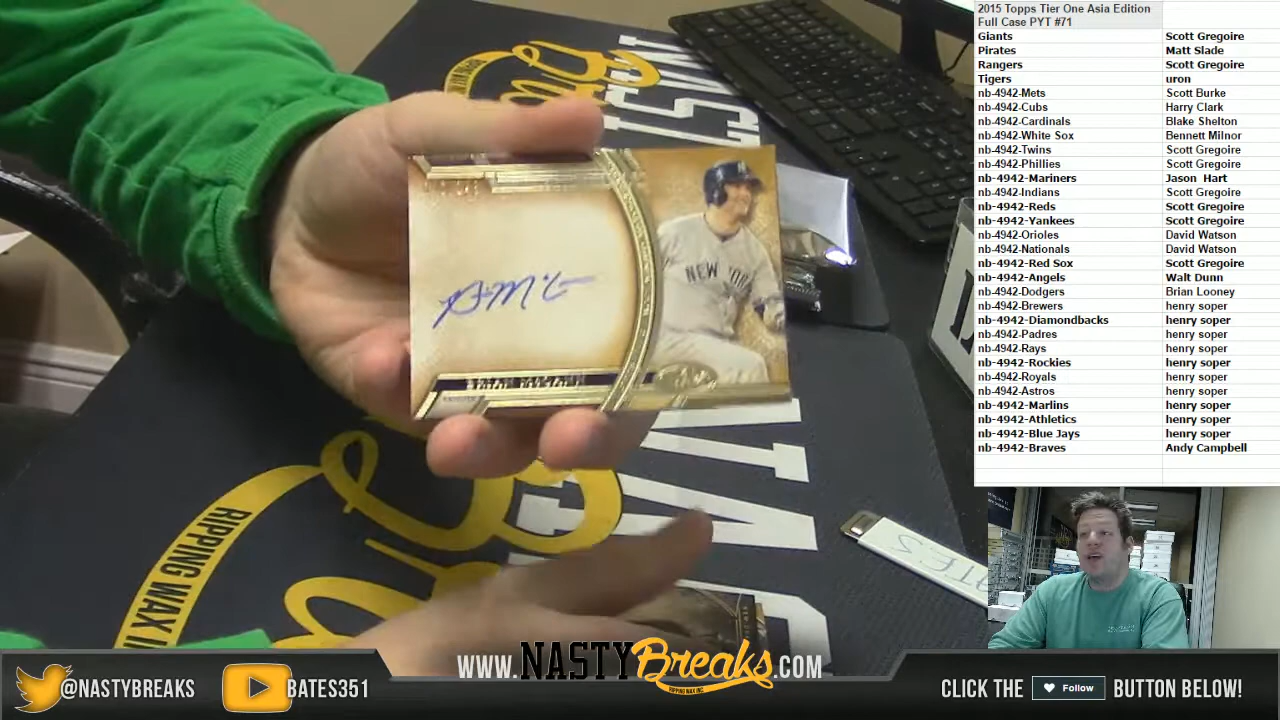 2015 Topps Tier One Asia Edition
Full Case PYT #71
Giants Scott Gregoire
Pirates Matt Slade
Rangers Scott Gregoire
Tigers uron
nb-4942-Mets Scott Burke
nb-4942-Cubs Harry Clark
nb-4942-Cardinals Blake Shelton
nb-4942-White Sox Bennett Milnor
nb-4942-Twins Scott Gregoire
nb-4942-Phillies Scott Gregoire
nb-4942-Mariners Jason Hart
nb-4942-Indians Scott Gregoire
nb-4942-Reds Scott Gregoire
nb-4942-Yankees Scott Gregoire
nb-4942-Orioles David Watson
nb-4942-Nationals David Watson
nb-4942-Red Sox Scott Gregoire
nb-4942-Angels Walt Dunn
nb-4942-Dodgers Brian Looney
nb-4942-Brewers henry soper
nb-4942-Diamondbacks henry soper
nb-4942-Padres henry soper
nb-4942-Rays henry soper
nb-4942-Rockies henry soper
nb-4942-Royals henry soper
nb-4942-Astros henry soper
nb-4942-Marlins henry soper
nb-4942-Athletics henry soper
nb-4942-Blue Jays henry soper
nb-4942-Braves Andy Campbell
NEW YORK
RIPPING WAX
@NASTYBREAKS
BATES351
WWW.NASTYBreaks.COM
RIPPING WAX INC
CLICK THE Follow BUTTON BELOW!